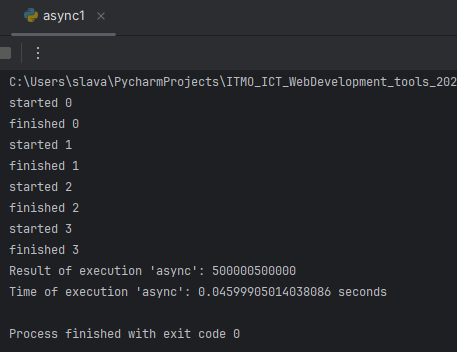 async1
C:\Users\slava\PycharmProjects\ITMO_ICT_WebDevelopment_tools_202
started 0
finished 0
started 1
finished 1
started 2
finished 2
started 3
finished 3
Result of execution 'async': 500000500000
Time of execution 'async': 0.04599905014038086 seconds
Process finished with exit code 0